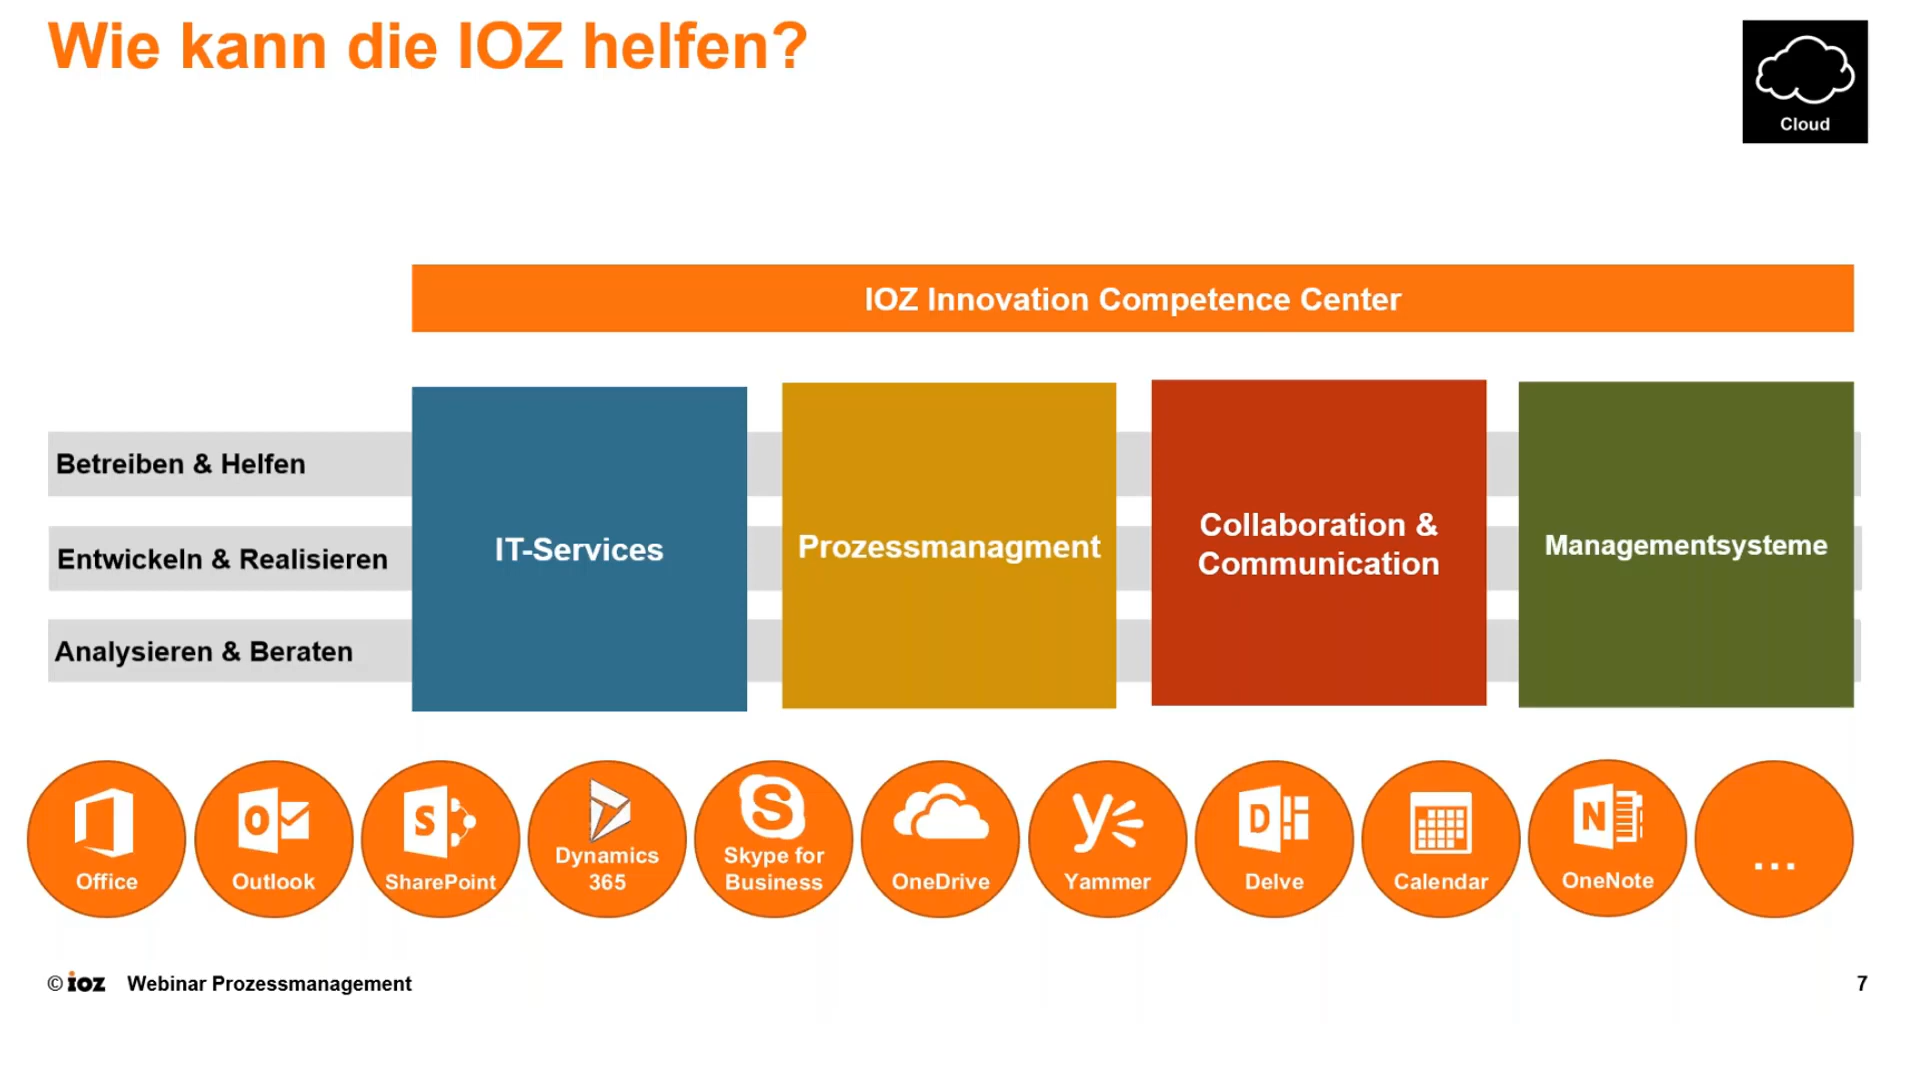 Wie kann die IOZ helfen?
Cloud
IOZ Innovation Competence Center
Betreiben & Helfen
Entwickeln & Realisieren
Analysieren & Beraten
IT-Services
Prozessmanagment
Collaboration &
Communication
Managementsysteme
Office
Outlook
SharePoint
Dynamics
365
Skype for
Business
OneDrive
Yammer
Delve
Calendar
OneNote
...
© ioz Webinar Prozessmanagement
7